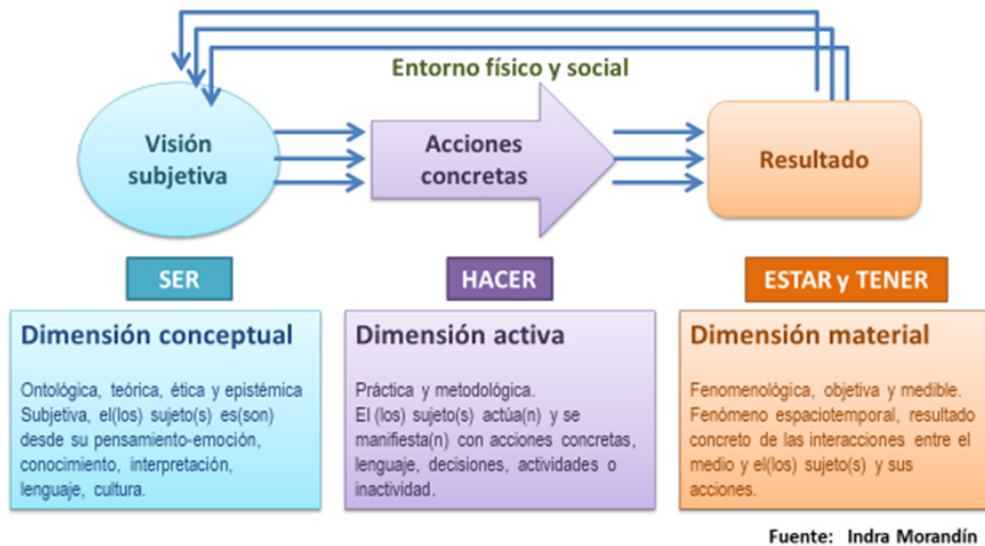 Entorno físico y social
Visión
subjetiva
Acciones
concretas
Resultado
SER
HACER
ESTAR y TENER
Dimensión conceptual
Ontológica, teórica, ética y epistémica
Subjetiva, el(los) sujeto(s) es(son)
desde su pensamiento-emoción,
conocimiento, interpretación,
lenguaje, cultura.
Dimensión activa
Práctica y metodológica.
El (los) sujeto(s) actúa(n) y se
manifiesta(n) con acciones concretas,
lenguaje, decisiones, actividades o
inactividad.
Dimensión material
Fenomenológica, objetiva y medible.
Fenómeno espaciotemporal, resultado
concreto de las interacciones entre el
medio y el(los) sujeto(s) y sus
acciones.
Fuente: Indra Morandín